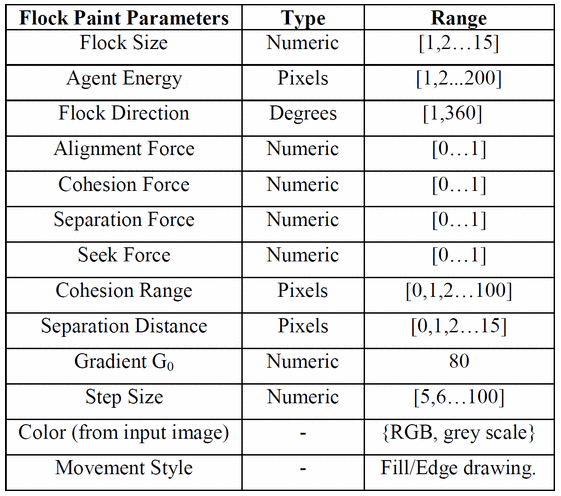 Flock Paint Parameters Type Range
Flock Size Numeric [1,2…15]
Agent Energy Pixels [1,2...200]
Flock Direction Degrees [1,360]
Alignment Force Numeric [0…1]
Cohesion Force Numeric [0…1]
Separation Force Numeric [0…1]
Seek Force Numeric [0…1]
Cohesion Range Pixels [0,1,2…100]
Separation Distance Pixels [0,1,2…15]
Gradient G₀ Numeric 80
Step Size Numeric [5,6…100]
Color (from input image) - {RGB, grey scale}
Movement Style - Fill/Edge drawing.